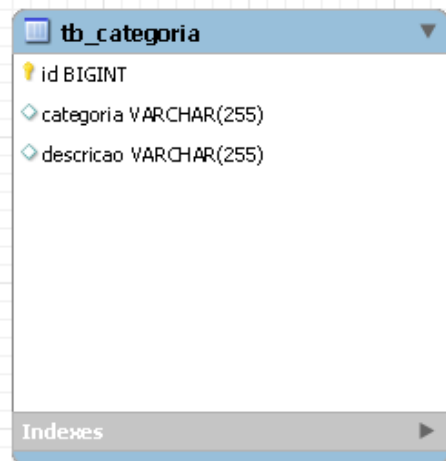 tb_categoria
id BIGINT
categoria VARCHAR(255)
descricao VARCHAR(255)
Indexes